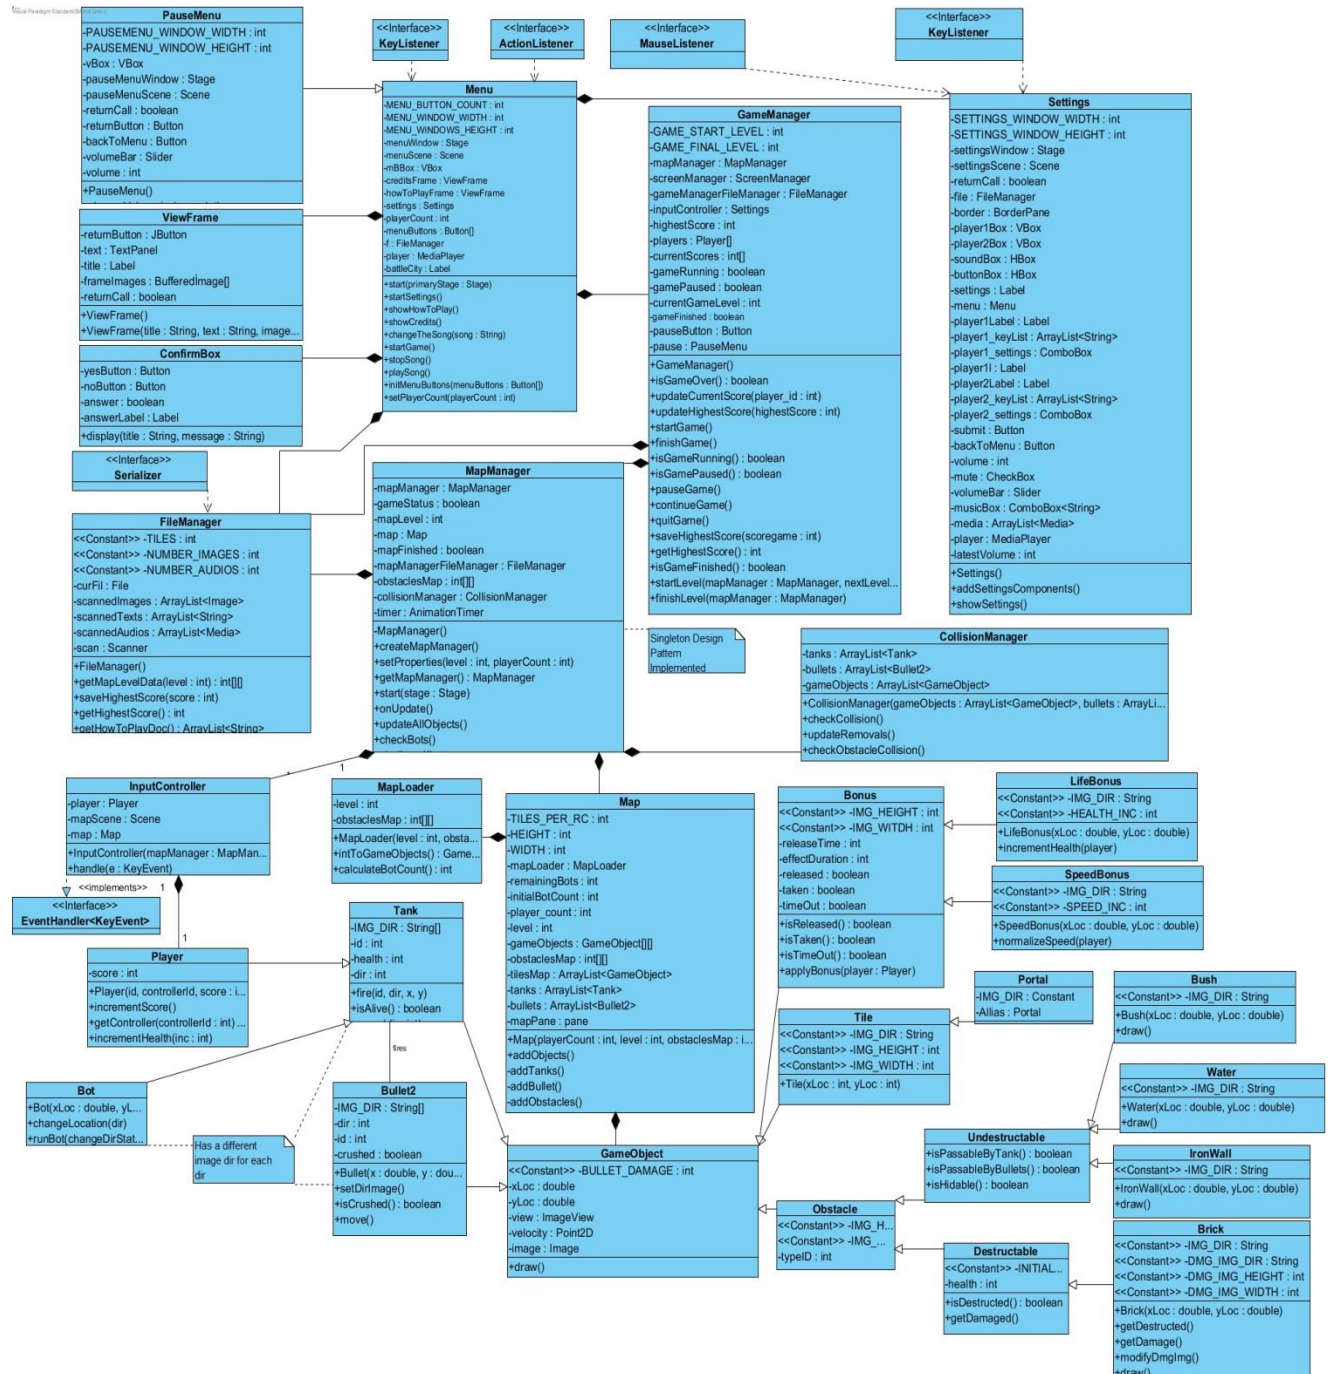 PauseMenu
-PAUSEMENU_WINDOW_WIDTH : int
-PAUSEMENU_WINDOW_HEIGHT : int
-vBox : VBox
-pauseMenuWindow : Stage
-pauseMenuScene : Scene
-returnCall : boolean
-returnButton : Button
-backToMenu : Button
-volumeBar : Slider
-volume : int
+PauseMenu()
<<Interface>>
KeyListener
<<Interface>>
ActionListener
<<Interface>>
MauseListener
<<Interface>>
KeyListener
Menu
-MENU_BUTTON_COUNT : int
-MENU_WINDOW_WIDTH : int
-MENU_WINDOWS_HEIGHT : int
-menuWindow : Stage
-menuScene : Scene
-mBBox : VBox
-creditsFrame : ViewFrame
-howToPlayFrame : ViewFrame
-settings : Settings
-playerCount : int
-menuButtons : Button[]
-f : FileManager
-player : MediaPlayer
-battleCity : Label
+start(primaryStage : Stage)
+startSettings()
+showHowToPlay()
+showCredits()
+changeTheSong(song : String)
+startGame()
+stopSong()
+playSong()
+initMenuButtons(menuButtons : Button[])
+setPlayerCount(playerCount : int)
GameManager
-GAME_START_LEVEL : int
-GAME_FINAL_LEVEL : int
-mapManager : MapManager
-screenManager : ScreenManager
-gameManagerFileManager : FileManager
-inputController : Settings
-highestScore : int
-players : Player[]
-currentScores : int[]
-gameRunning : boolean
-gamePaused : boolean
-currentGameLevel : int
-gameFinished : boolean
-pauseButton : Button
-pause : PauseMenu
+GameManager()
+isGameOver() : boolean
+updateCurrentScore(player_id : int)
+updateHighestScore(highestScore : int)
+startGame()
+finishGame()
+isGameRunning() : boolean
+isGamePaused() : boolean
+pauseGame()
+continueGame()
+quitGame()
+saveHighestScore(scoregame : int)
+getHighestScore() : int
+isGameFinished() : boolean
+startLevel(mapManager : MapManager, nextLevel...
+finishLevel(mapManager : MapManager)
Settings
-SETTINGS_WINDOW_WIDTH : int
-SETTINGS_WINDOW_HEIGHT : int
-settingsWindow : Stage
-settingsScene : Scene
-returnCall : boolean
-file : FileManager
-border : BorderPane
-player1Box : VBox
-player2Box : VBox
-soundBox : HBox
-buttonBox : HBox
-settings : Label
-menu : Menu
-player1Label : Label
-player1_keyList : ArrayList<String>
-player1_settings : ComboBox
-player1l : Label
-player2Label : Label
-player2_keyList : ArrayList<String>
-player2_settings : ComboBox
-submit : Button
-backToMenu : Button
-volume : int
-mute : CheckBox
-volumeBar : Slider
-musicBox : ComboBox<String>
-media : ArrayList<Media>
-player : MediaPlayer
-latestVolume : int
+Settings()
+addSettingsComponents()
+showSettings()
ViewFrame
-returnButton : JButton
-text : TextPanel
-title : Label
-frameImages : BufferedImage[]
-returnCall : boolean
+ViewFrame()
+ViewFrame(title : String, text : String, image...
ConfirmBox
-yesButton : Button
-noButton : Button
-answer : boolean
-answerLabel : Label
+display(title : String, message : String)
<<Interface>>
Serializer
FileManager
<<Constant>> -TILES : int
<<Constant>> -NUMBER_IMAGES : int
<<Constant>> -NUMBER_AUDIOS : int
-curFil : File
-scannedImages : ArrayList<Image>
-scannedTexts : ArrayList<String>
-scannedAudios : ArrayList<Media>
-scan : Scanner
+FileManager()
+getMapLevelData(level : int) : int[][]
+saveHighestScore(score : int)
+getHighestScore() : int
+getHowToPlayDoc() : ArrayList<String>
MapManager
-mapManager : MapManager
-gameStatus : boolean
-mapLevel : int
-map : Map
-mapFinished : boolean
-mapManagerFileManager : FileManager
-obstaclesMap : int[][]
-collisionManager : CollisionManager
-timer : AnimationTimer
-MapManager()
+createMapManager()
+setProperties(level : int, playerCount : int)
+getMapManager() : MapManager
+start(stage : Stage)
+onUpdate()
+updateAllObjects()
+checkBots()
Singleton Design
Pattern
Implemented
CollisionManager
-tanks : ArrayList<Tank>
-bullets : ArrayList<Bullet2>
-gameObjects : ArrayList<GameObject>
+CollisionManager(gameObjects : ArrayList<GameObject>, bullets : ArrayLi...
+checkCollision()
+updateRemovals()
+checkObstacleCollision()
1
InputController
-player : Player
-mapScene : Scene
-map : Map
+InputController(mapManager : MapMan...
+handle(e : KeyEvent)
<<implements>>
1
<<Interface>>
EventHandler<KeyEvent>
1
Player
-score : int
+Player(id, controllerId, score : i...
+incrementScore()
+getController(controllerId : int) ...
+incrementHealth(inc : int)
MapLoader
-level : int
-obstaclesMap : int[][]
+MapLoader(level : int, obsta...
+intToGameObjects() : Game...
+calculateBotCount() : int
Tank
-IMG_DIR : String[]
-id : int
-health : int
-dir : int
+fire(id, dir, x, y)
+isAlive() : boolean
fires
Map
-TILES_PER_RC : int
-HEIGHT : int
-WIDTH : int
-mapLoader : MapLoader
-remainingBots : int
-initialBotCount : int
-player_count : int
-level : int
-gameObjects : GameObject[][]
-obstaclesMap : int[][]
-tilesMap : ArrayList<GameObject>
-tanks : ArrayList<Tank>
-bullets : ArrayList<Bullet2>
-mapPane : pane
+Map(playerCount : int, level : int, obstaclesMap : i...
+addObjects()
-addTanks()
-addBullet()
-addObstacles()
Bonus
<<Constant>> -IMG_HEIGHT : int
<<Constant>> -IMG_WITDH : int
-releaseTime : int
-effectDuration : int
-released : boolean
-taken : boolean
-timeOut : boolean
+isReleased() : boolean
+isTaken() : boolean
+isTimeOut() : boolean
+applyBonus(player : Player)
LifeBonus
<<Constant>> -IMG_DIR : String
<<Constant>> -HEALTH_INC : int
+LifeBonus(xLoc : double, yLoc : double)
-incrementHealth(player)
SpeedBonus
<<Constant>> -IMG_DIR : String
<<Constant>> -SPEED_INC : int
+SpeedBonus(xLoc : double, yLoc : double)
+normalizeSpeed(player)
Portal
-IMG_DIR : Constant
-Allias : Portal
Bush
<<Constant>> -IMG_DIR : String
+Bush(xLoc : double, yLoc : double)
+draw()
Tile
<<Constant>> -IMG_DIR : String
<<Constant>> -IMG_HEIGHT : int
<<Constant>> -IMG_WIDTH : int
+Tile(xLoc : int, yLoc : int)
Water
<<Constant>> -IMG_DIR : String
+Water(xLoc : double, yLoc : double)
+draw()
Bot
+Bot(xLoc : double, yL...
+changeLocation(dir)
+runBot(changeDirStat...
Has a different
image dir for each
dir
Bullet2
-IMG_DIR : String[]
-dir : int
-id : int
-crushed : boolean
+Bullet(x : double, y : dou...
+setDirImage()
+isCrushed() : boolean
+move()
GameObject
<<Constant>> -BULLET_DAMAGE : int
-xLoc : double
-yLoc : double
-view : ImageView
-velocity : Point2D
-image : Image
+draw()
Undestructable
+isPassableByTank() : boolean
+isPassableByBullets() : boolean
+isHidable() : boolean
IronWall
<<Constant>> -IMG_DIR : String
+IronWall(xLoc : double, yLoc : double)
+draw()
Obstacle
<<Constant>> -IMG_H...
<<Constant>> -IMG_...
-typeID : int
Destructable
<<Constant>> -INITIAL...
-health : int
+isDestructed() : boolean
+getDamaged()
Brick
<<Constant>> -IMG_DIR : String
<<Constant>> -DMG_IMG_DIR : String
<<Constant>> -DMG_IMG_HEIGHT : int
<<Constant>> -DMG_IMG_WIDTH : int
+Brick(xLoc : double, yLoc : double)
+getDestructed()
+getDamage()
+modifyDmgImg()
+draw()